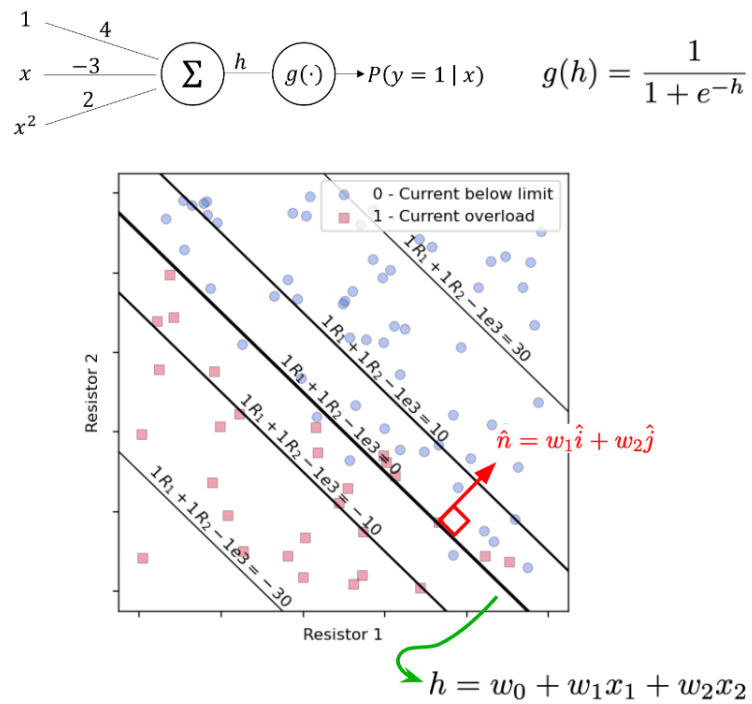 1
4
x
−3
x²
2
Σ
h
g(·)
P(y = 1 | x)
g(h) = 1 / (1 + e^{−h})
0 - Current below limit
1 - Current overload
1R₁ + 1R₂ − 1e3 = 30
1R₁ + 1R₂ − 1e3 = 10
1R₁ + 1R₂ − 1e3 = 0
1R₁ + 1R₂ − 1e3 = −10
1R₁ + 1R₂ − 1e3 = −30
n̂ = w₁î + w₂ĵ
Resistor 2
Resistor 1
h = w₀ + w₁x₁ + w₂x₂